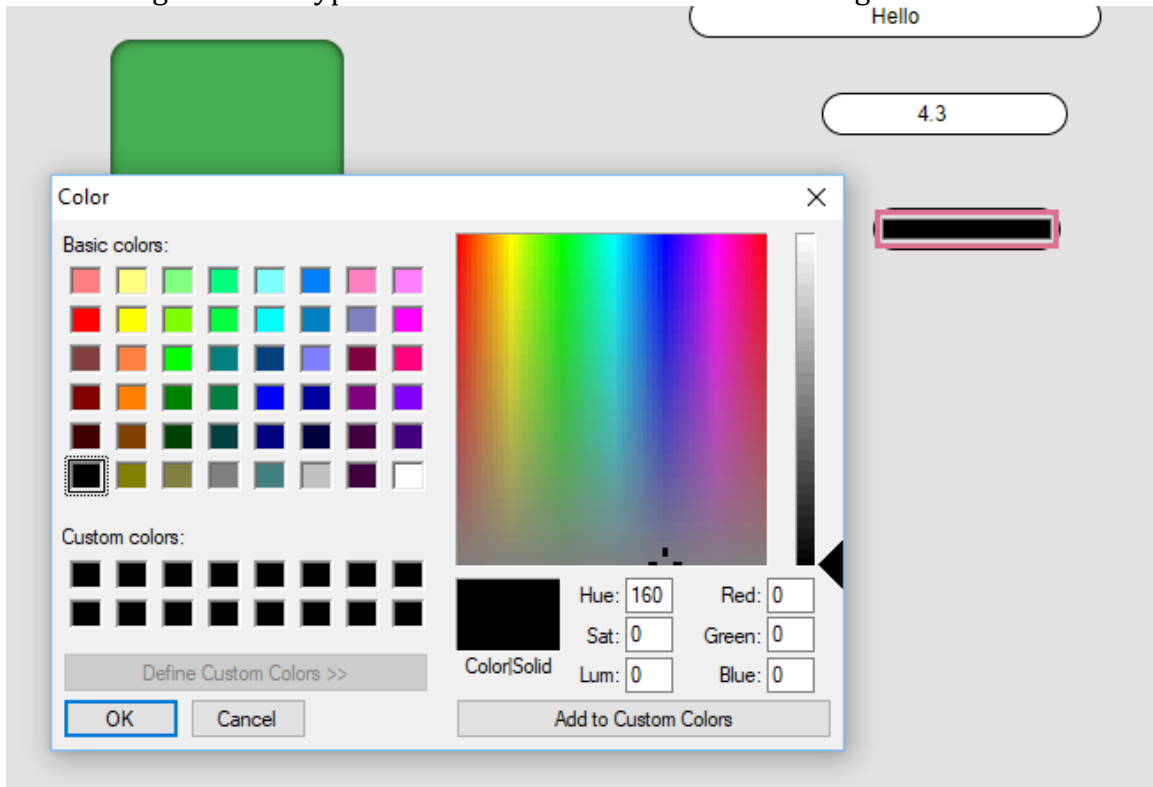 Hello
4.3
Color
Basic colors:
Custom colors:
Define Custom Colors >>
OK Cancel
Color|Solid
Hue: 160 Red: 0
Sat: 0 Green: 0
Lum: 0 Blue: 0
Add to Custom Colors